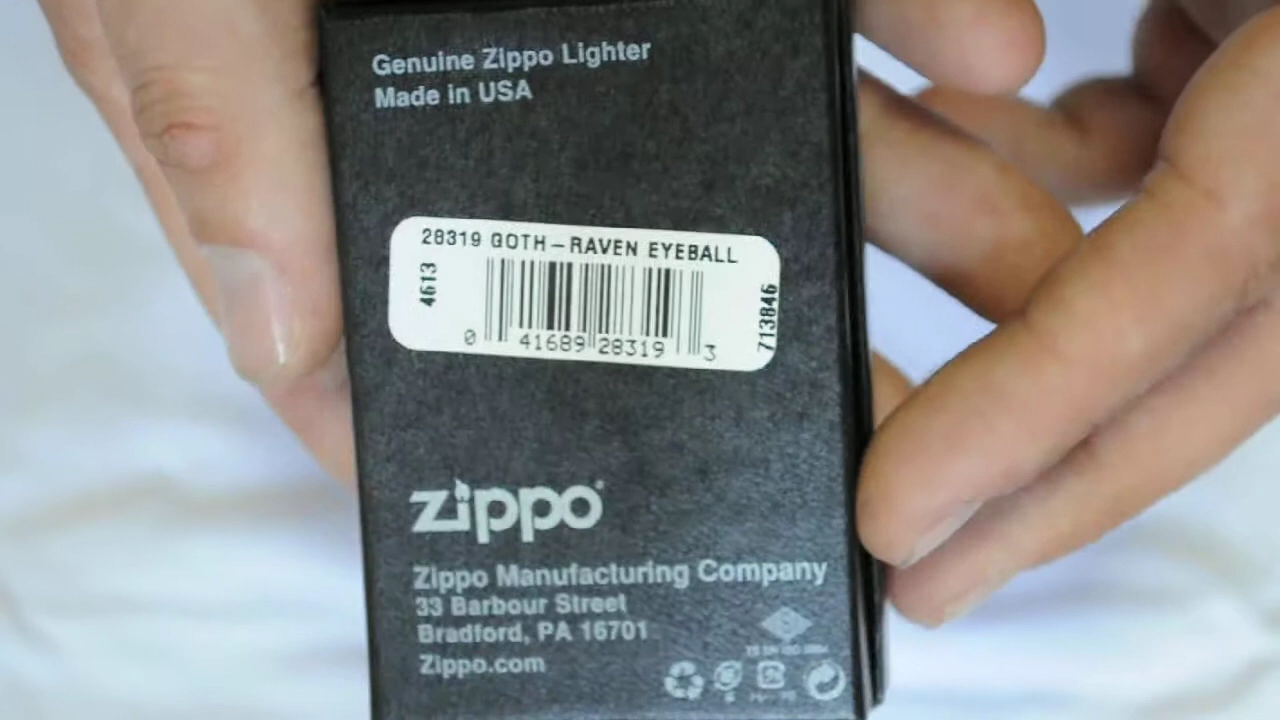 Genuine Zippo Lighter
Made in USA
28319 GOTH-RAVEN EYEBALL
4613
713846
0 41689 28319 3
zippo
Zippo Manufacturing Company
33 Barbour Street
Bradford, PA 16701
Zippo.com